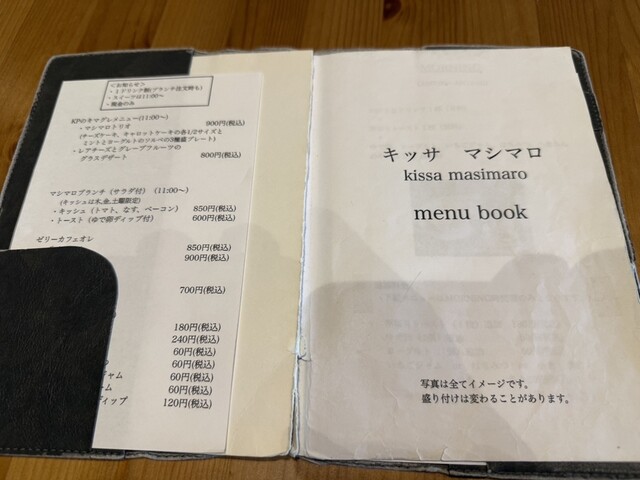 <お知らせ>
・1ドリンク制(ブランチ注文時も)
・スイーツは11:00〜
・現金のみ
KPのキマグレメニュー(11:00〜)
・マシマロトリオ 900円(税込)
(チーズケーキ、キャロットケーキの各1/2サイズと
ミントとヨーグルトのソルベの3種盛プレート)
・レアチーズとグレープフルーツの
グラスデザート 800円(税込)
マシマロブランチ(サラダ付)(11:00〜)
(キッシュは水,金,土曜限定)
・キッシュ(トマト、なす、ベーコン) 850円(税込)
・トースト(ゆで卵ディップ付) 600円(税込)
ゼリーカフェオレ 850円(税込)
900円(税込)
700円(税込)
180円(税込)
240円(税込)
60円(税込)
60円(税込)
ャム 60円(税込)
ーム 60円(税込)
ディップ 120円(税込)
キッサ マシマロ
kissa masimaro
menu book
写真は全てイメージです。
盛り付けは変わることがあります。